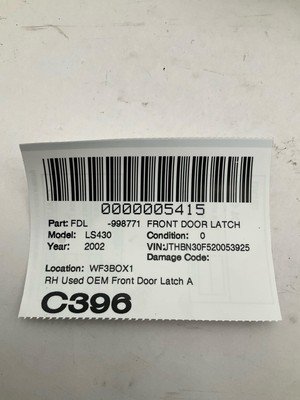 0000005415
Part: FDL -998771 FRONT DOOR LATCH
Model: LS430 Condition: 0
Year: 2002 VIN:JTHBN30F520053925
Damage Code:
Location: WF3BOX1
RH Used OEM Front Door Latch A
C396